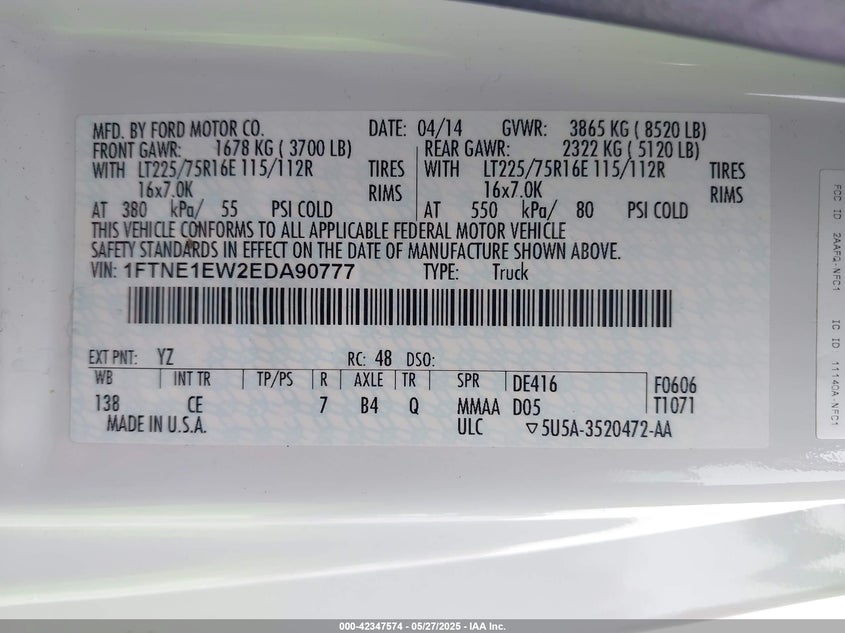 MFD. BY FORD MOTOR CO. DATE: 04/14 GVWR: 3865 KG ( 8520 LB)
FRONT GAWR: 1678 KG ( 3700 LB) REAR GAWR: 2322 KG ( 5120 LB)
WITH LT225/75R16E 115/112R TIRES WITH LT225/75R16E 115/112R TIRES
16x7.0K RIMS 16x7.0K RIMS
AT 380 kPa/ 55 PSI COLD AT 550 kPa/ 80 PSI COLD
THIS VEHICLE CONFORMS TO ALL APPLICABLE FEDERAL MOTOR VEHICLE
SAFETY STANDARDS IN EFFECT ON THE DATE OF MANUFACTURE SHOWN ABOVE.
VIN: 1FTNE1EW2EDA90777 TYPE: Truck
EXT PNT: YZ RC: 48 DSO:
WB INT TR TP/PS R AXLE TR SPR DE416 F0606
138 CE 7 B4 Q MMAA D05 T1071
MADE IN U.S.A. ULC ▽5U5A-3520472-AA
FCC ID 2AAFQ-NFC1 IC ID 11140A-NFC1
000-42347574 - 05/27/2025 - IAA Inc.